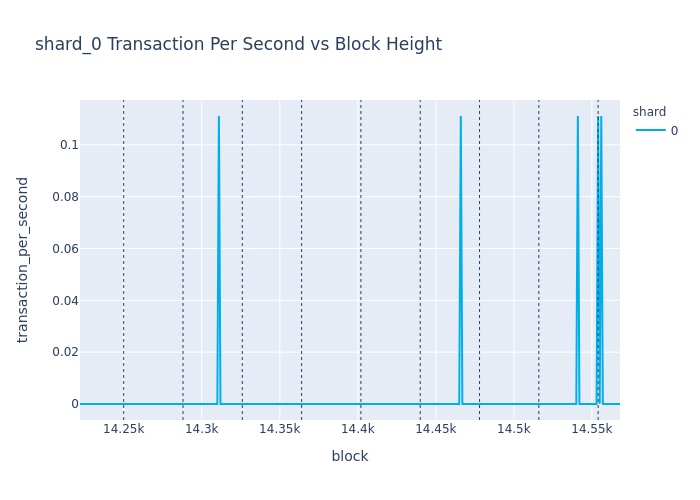 shard_0 Transaction Per Second vs Block Height
shard
0
0.1
0.08
0.06
0.04
0.02
0
transaction_per_second
14.25k
14.3k
14.35k
14.4k
14.45k
14.5k
14.55k
block